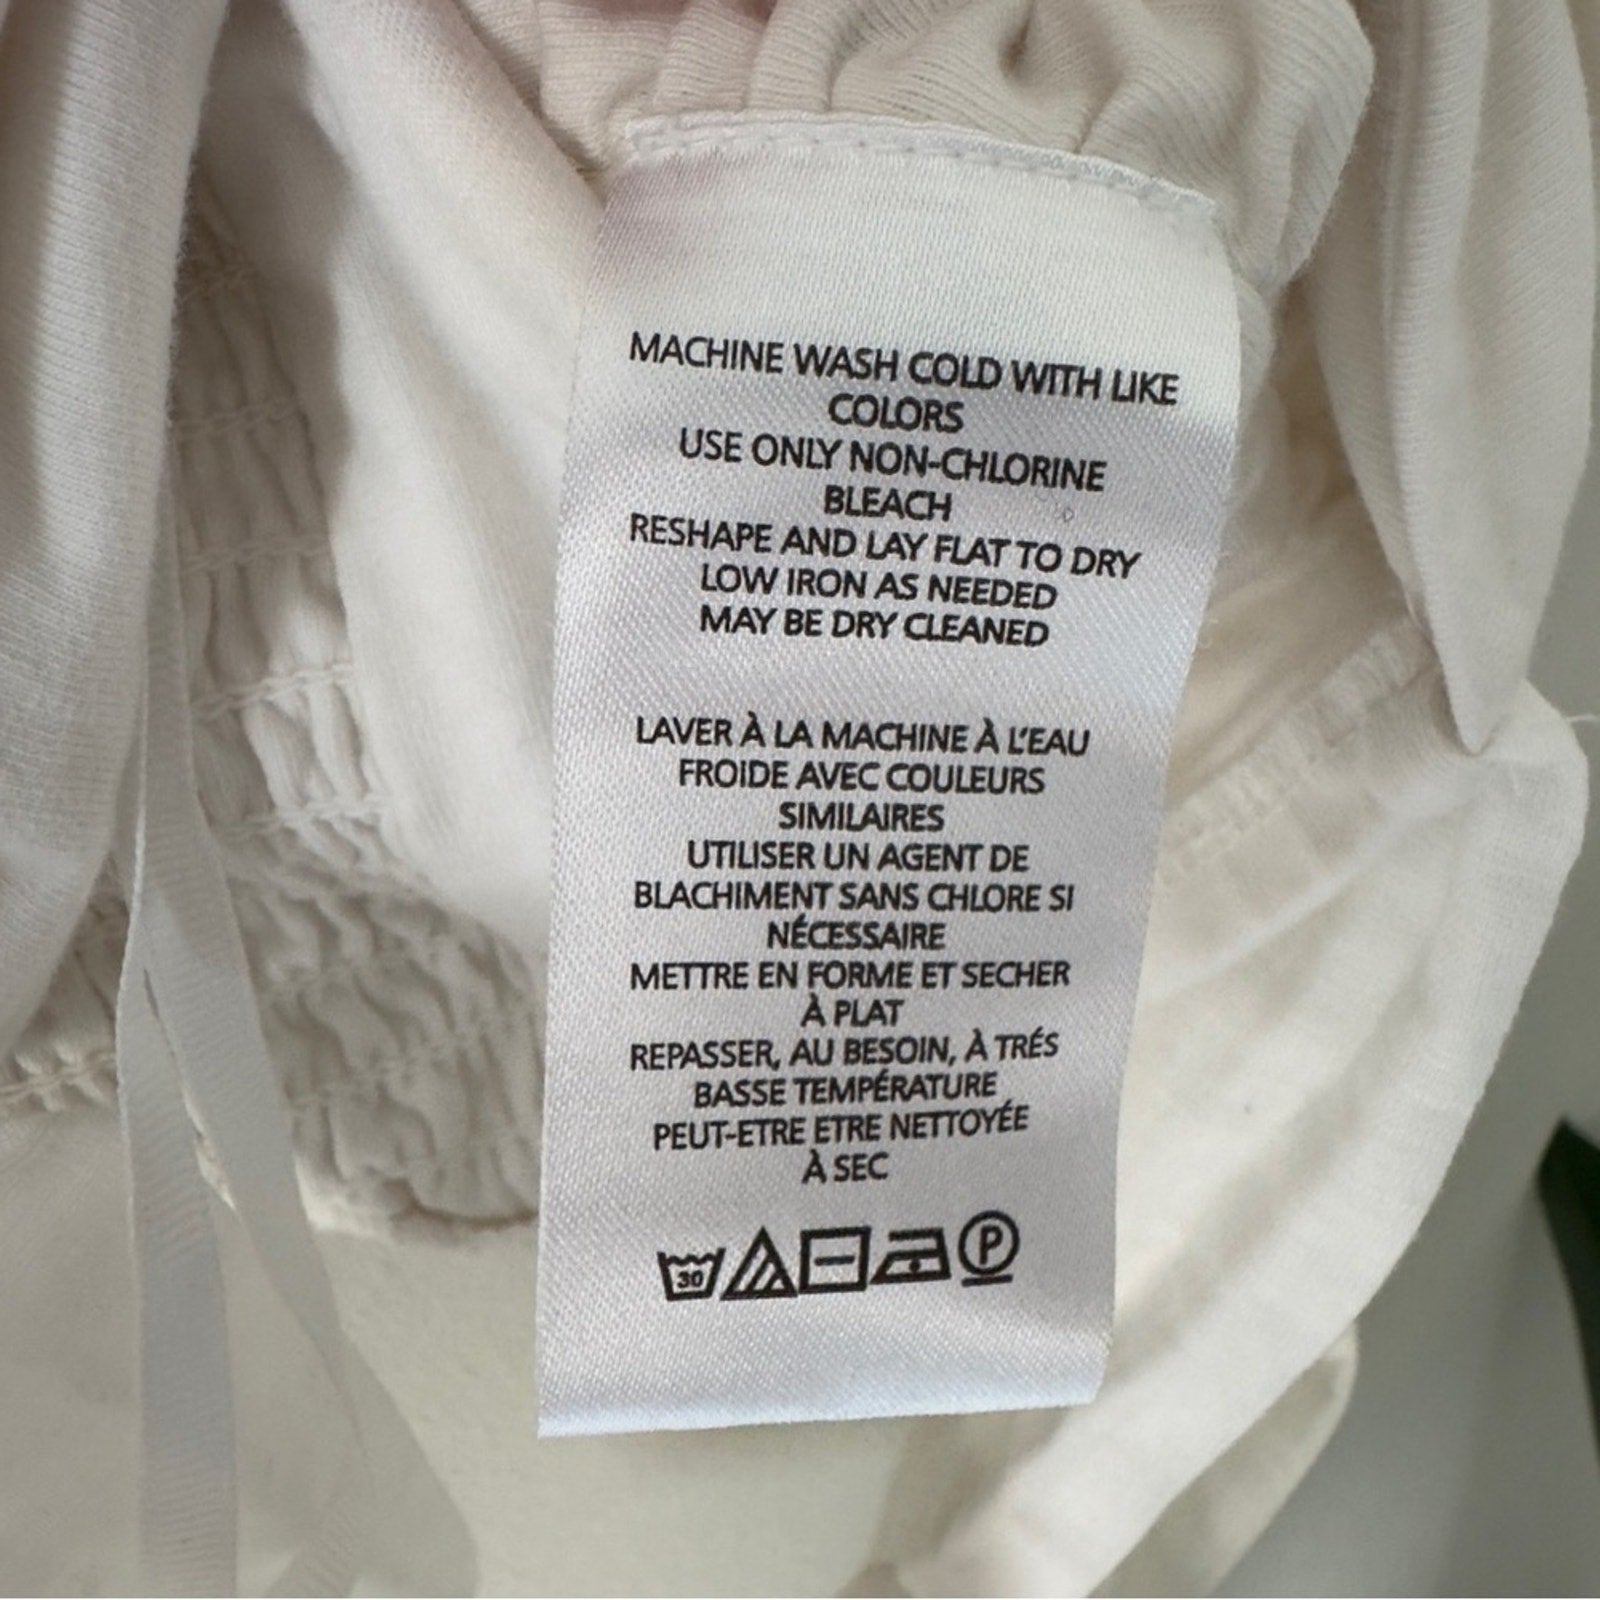 MACHINE WASH COLD WITH LIKE
COLORS
USE ONLY NON-CHLORINE
BLEACH
RESHAPE AND LAY FLAT TO DRY
LOW IRON AS NEEDED
MAY BE DRY CLEANED
LAVER À LA MACHINE À L'EAU
FROIDE AVEC COULEURS
SIMILAIRES
UTILISER UN AGENT DE
BLACHIMENT SANS CHLORE SI
NÉCESSAIRE
METTRE EN FORME ET SECHER
À PLAT
REPASSER, AU BESOIN, À TRÉS
BASSE TEMPÉRATURE
PEUT-ETRE ETRE NETTOYÉE
À SEC
30 P